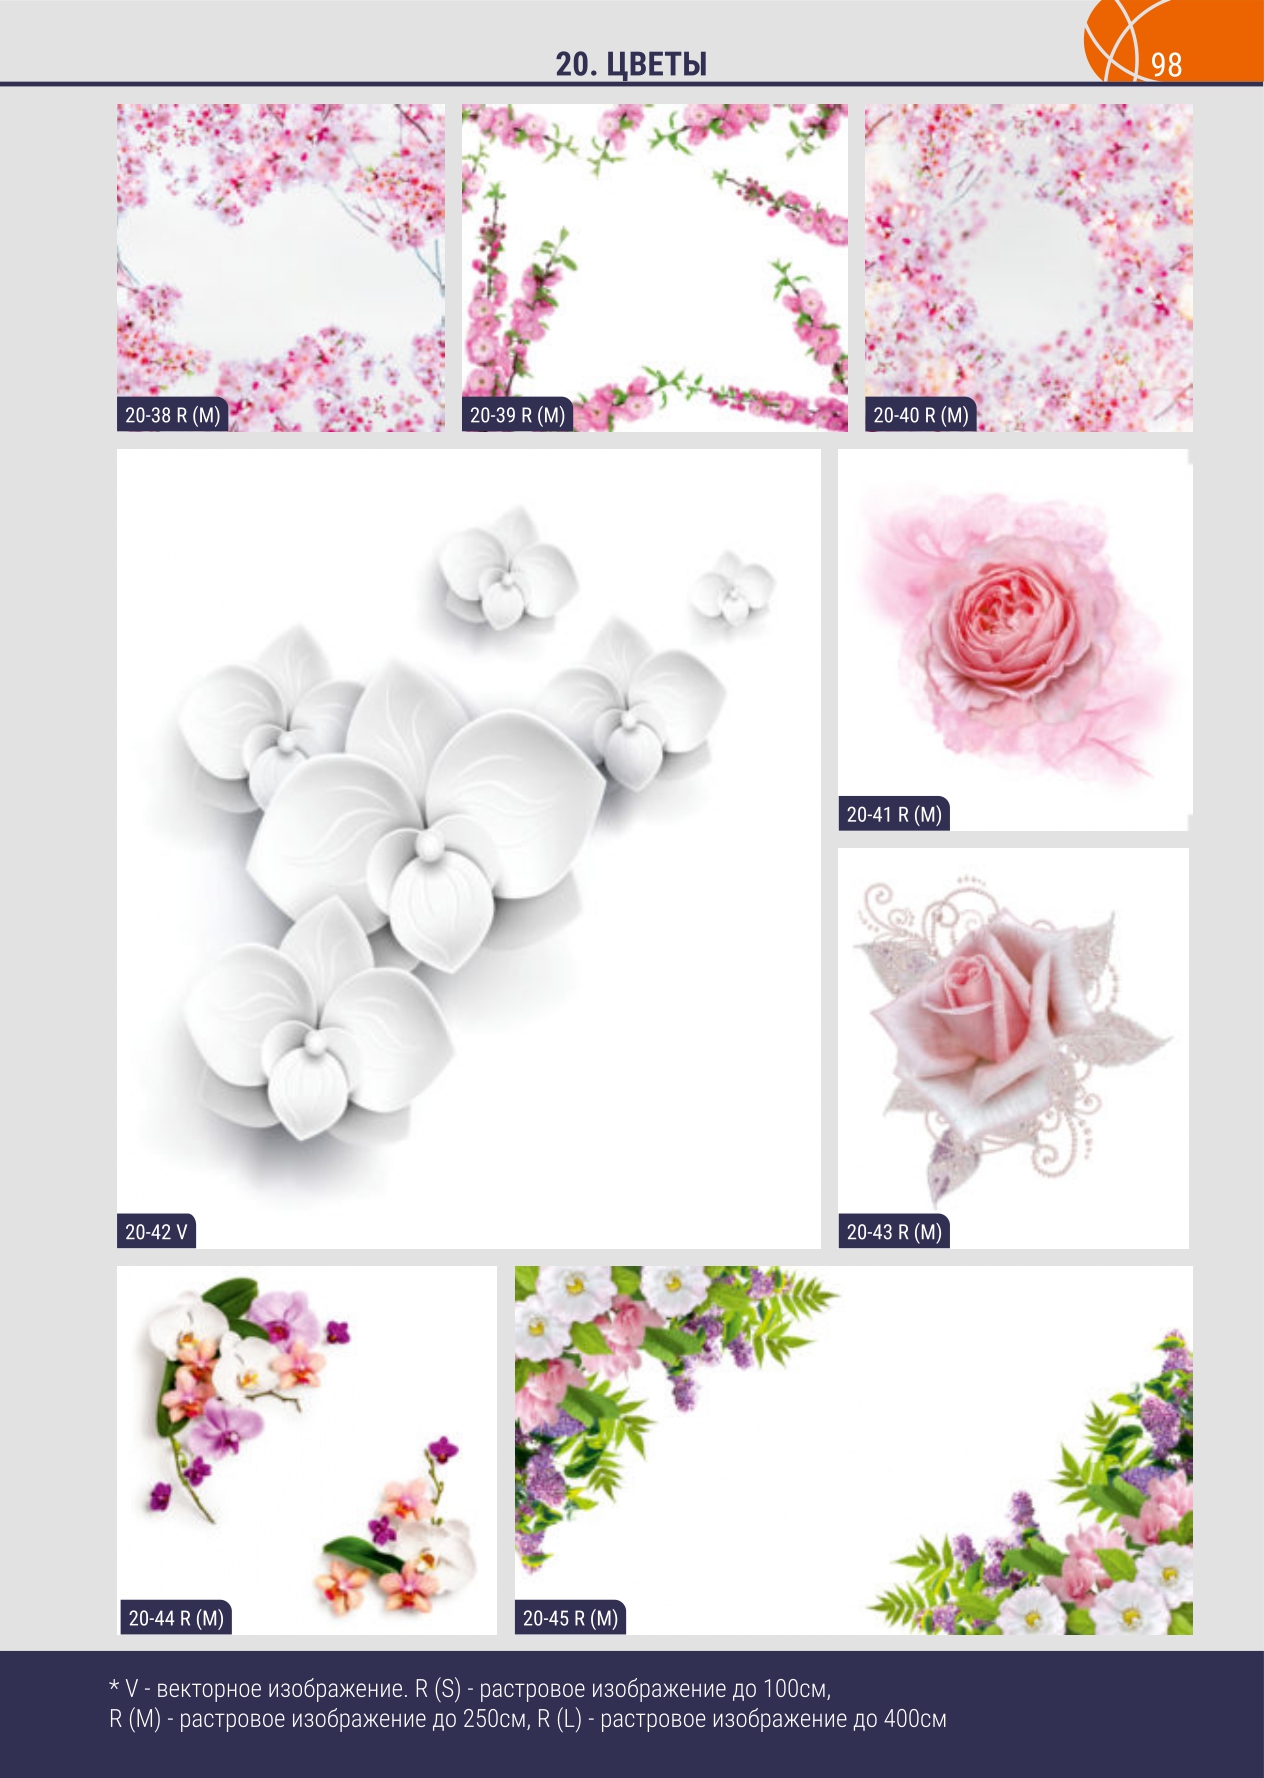 20. ЦВЕТЫ
98
20-38 R (M)
20-39 R (M)
20-40 R (M)
20-41 R (M)
20-42 V
20-43 R (M)
20-44 R (M)
20-45 R (M)
* V - векторное изображение. R (S) - растровое изображение до 100см,
R (M) - растровое изображение до 250см, R (L) - растровое изображение до 400см